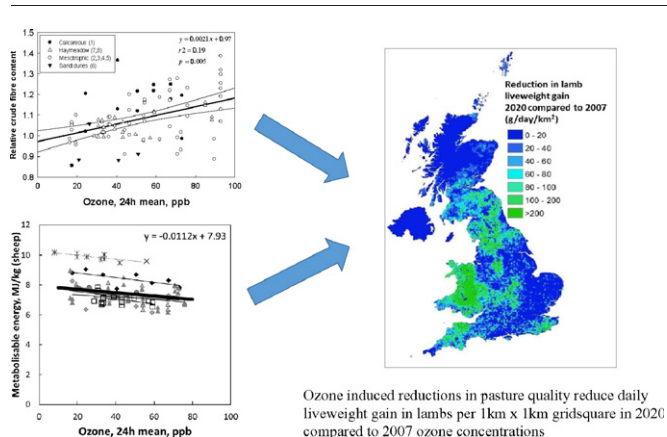 y = 0.0021x + 0.97
r2 = 0.19
p = 0.005
Calcareous (1)
Haymeadow (7,8)
Mesotrophic (2,3,4,5)
Sanddunes (6)
Relative crude fibre content
1.5
1.4
1.3
1.2
1.1
1.0
0.9
0.8
0 20 40 60 80 100
Ozone, 24h mean, ppb
y = -0.0112x + 7.93
Metabolisable energy, MJ/kg (sheep)
12
10
8
6
4
2
0
0 20 40 60 80 100
Ozone, 24h mean, ppb
Reduction in lamb
liveweight gain
2020 compared to 2007
(g/day/km²)
0 - 20
20 - 40
40 - 60
60 - 80
80 - 100
100 - 200
>200
Ozone induced reductions in pasture quality reduce daily
liveweight gain in lambs per 1km x 1km gridsquare in 2020
compared to 2007 ozone concentrations